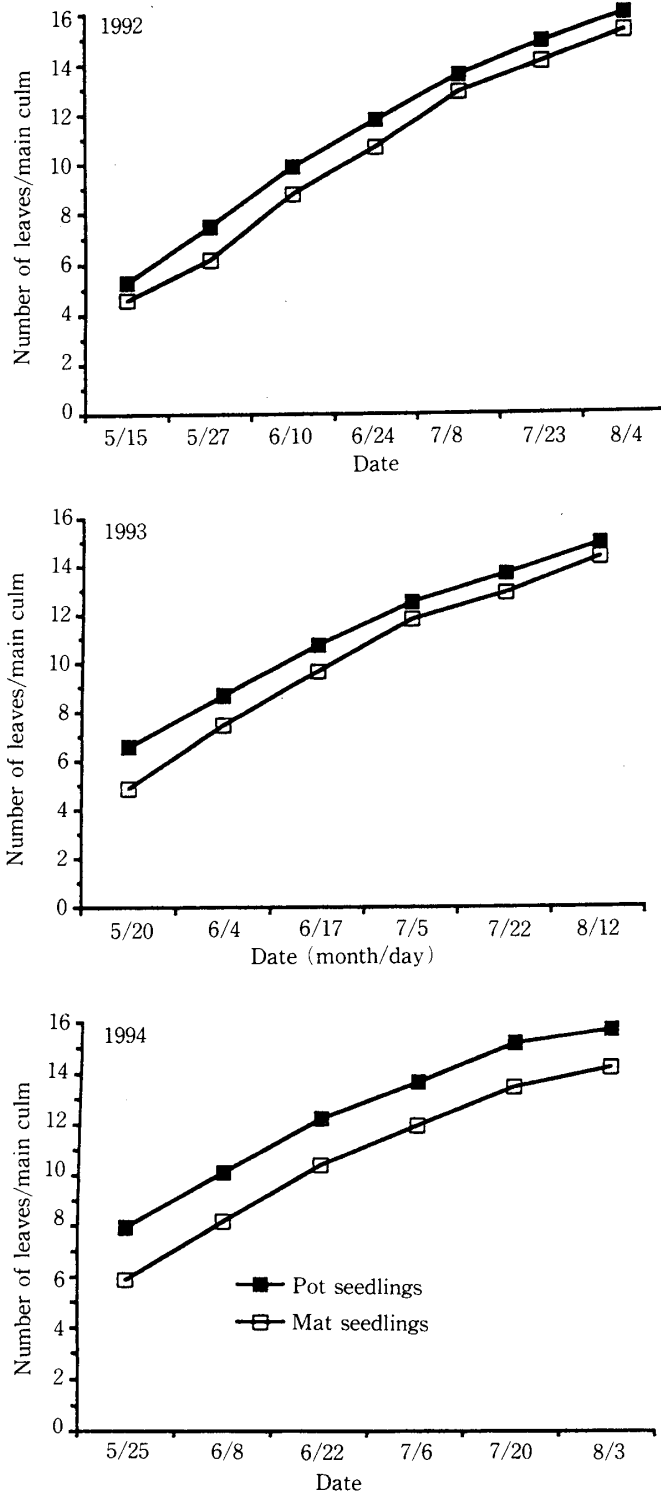 1992
Number of leaves/main culm
16
14
12
10
8
6
4
2
0
5/15 5/27 6/10 6/24 7/8 7/23 8/4
Date
1993
Number of leaves/main culm
16
14
12
10
8
6
4
2
0
5/20 6/4 6/17 7/5 7/22 8/12
Date (month/day)
1994
Number of leaves/main culm
16
14
12
10
8
6
4
2
0
Pot seedlings
Mat seedlings
5/25 6/8 6/22 7/6 7/20 8/3
Date